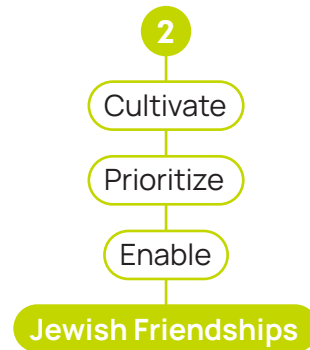 2
Cultivate
Prioritize
Enable
Jewish Friendships